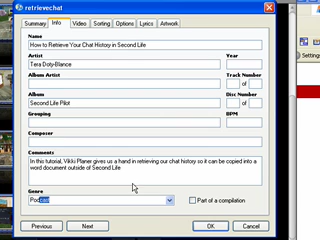 retrievechat
Summary Info Video Sorting Options Lyrics Artwork
Name
How to Retrieve Your Chat History in Second Life
Artist Year
Tera Doty-Blance
Album Artist Track Number
of
Album Disc Number
Second Life Pilot of
Grouping BPM
Composer
Comments
In this tutorial, Vikki Planer gives us a hand in retrieving our chat history so it can be copied into a
word document outside of Second Life
Genre
Podcast Part of a compilation
Previous Next OK Cancel
Settings